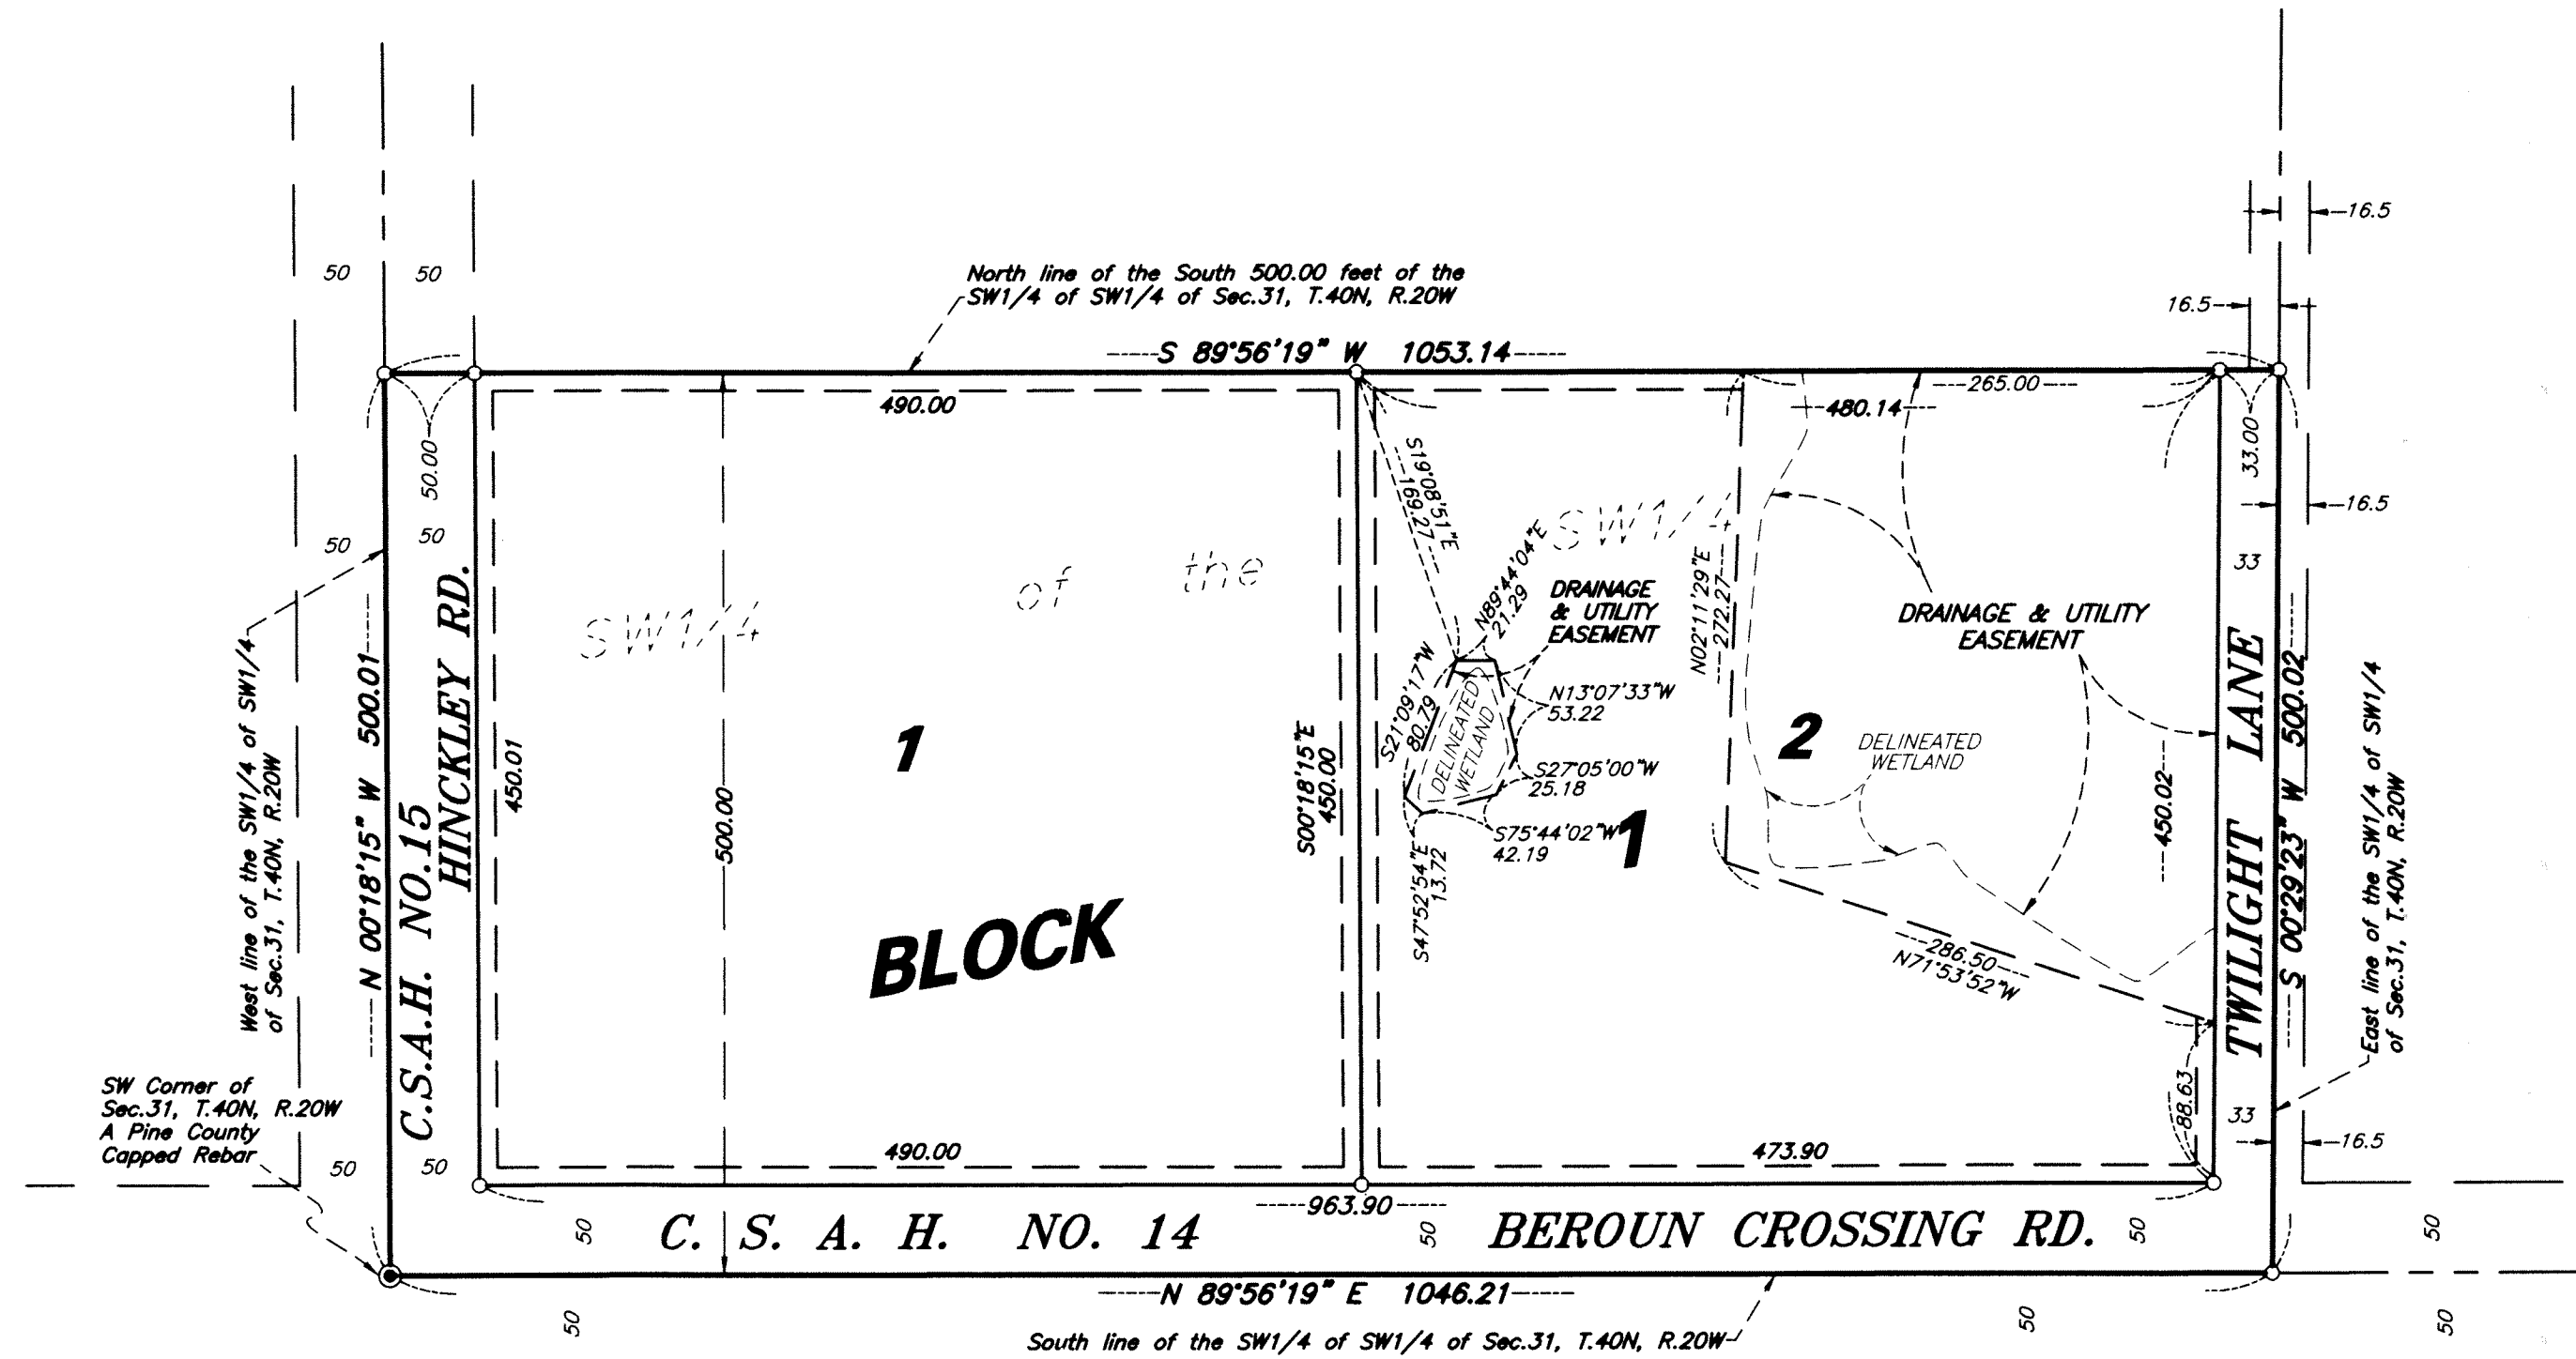 16.5
50 50
North line of the South 500.00 feet of the
SW1/4 of SW1/4 of Sec.31, T.40N, R.20W
16.5
S 89°56'19" W 1053.14
265.00
490.00
480.14
50.00
33.00
S19°08'51"E
169.27
16.5
50
50
SW1/4
of the
SW1/4
N89°44'04"E
21.29
DRAINAGE
& UTILITY
EASEMENT
N02°11'29"E
272.27
DRAINAGE & UTILITY
EASEMENT
33
West line of the SW1/4 of SW1/4
of Sec.31, T.40N, R.20W
N 00°18'15" W 500.01
C.S.A.H. NO.15
HINCKLEY RD.
450.01
500.00
1
BLOCK
1
S00°18'15"E
450.00
S21°09'17"W
80.79
DELINEATED
WETLAND
N13°07'33"W
53.22
S27°05'00"W
25.18
S75°44'02"W
42.19
S47°52'54"E
13.72
2
DELINEATED
WETLAND
450.02
TWILIGHT LANE
S 00°29'23" W 500.02
East line of the SW1/4 of SW1/4
of Sec.31, T.40N, R.20W
286.50
N71°53'52"W
88.63
33
16.5
SW Corner of
Sec.31, T.40N, R.20W
A Pine County
Capped Rebar
50
50
490.00
473.90
963.90
50
C. S. A. H. NO. 14
50
BEROUN CROSSING RD.
50
50
N 89°56'19" E 1046.21
50
50
50
South line of the SW1/4 of SW1/4 of Sec.31, T.40N, R.20W